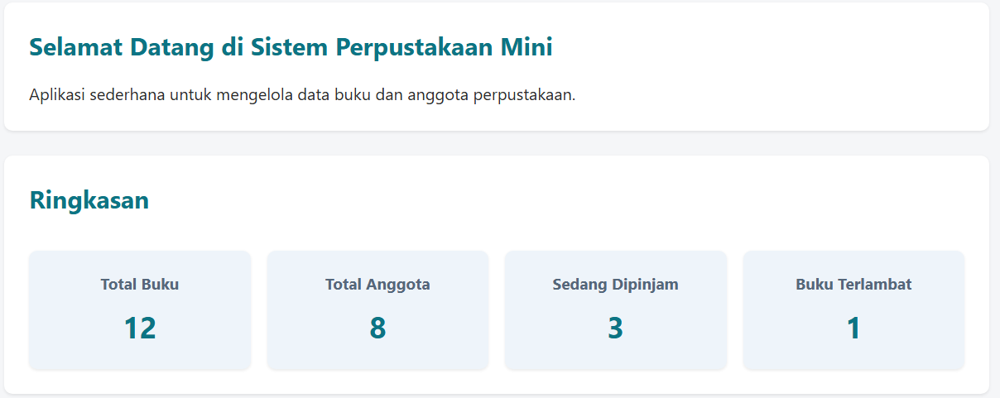 Selamat Datang di Sistem Perpustakaan Mini
Aplikasi sederhana untuk mengelola data buku dan anggota perpustakaan.
Ringkasan
Total Buku
12
Total Anggota
8
Sedang Dipinjam
3
Buku Terlambat
1